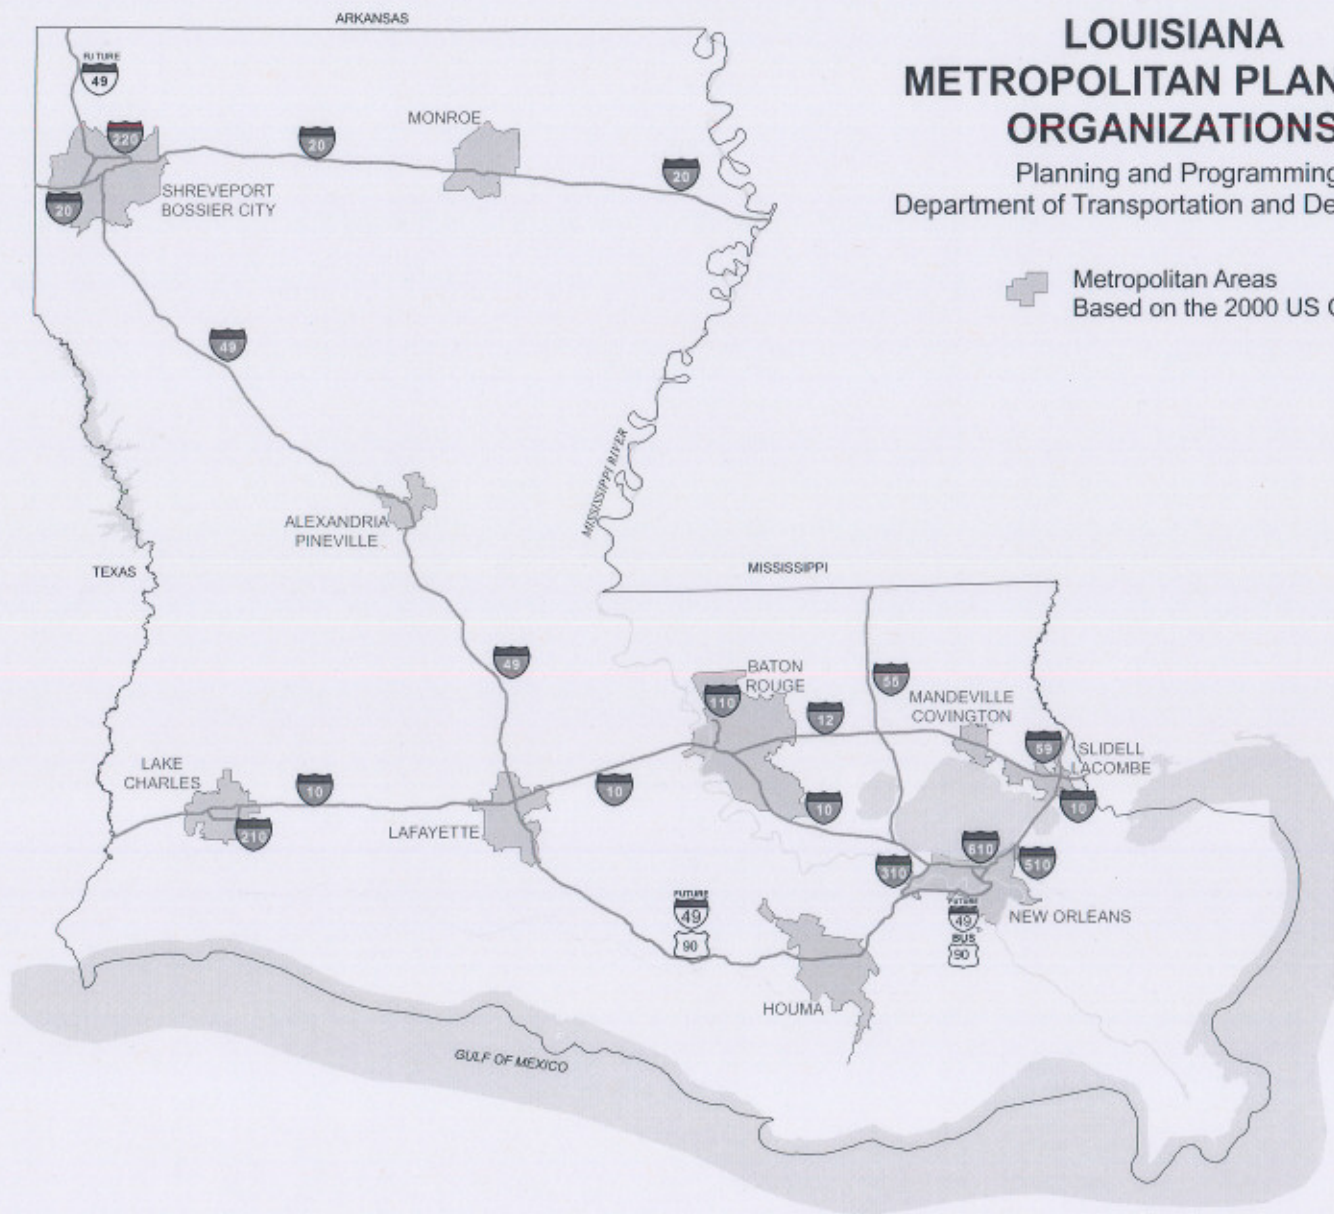 ARKANSAS
LOUISIANA
METROPOLITAN PLAN
ORGANIZATIONS
Planning and Programming
Department of Transportation and De
Metropolitan Areas
Based on the 2000 US
FUTURE
49
220
20
MONROE
20
20
SHREVEPORT
BOSSIER CITY
20
49
MISSISSIPPI RIVER
ALEXANDRIA
PINEVILLE
TEXAS
MISSISSIPPI
49
BATON
ROUGE
110
55
12
MANDEVILLE
COVINGTON
59
SLIDELL
LACOMBE
LAKE
CHARLES
10
10
10
10
210
LAFAYETTE
610
510
310
FUTURE
49
90
FUTURE
49
BUS
90
NEW ORLEANS
HOUMA
GULF OF MEXICO